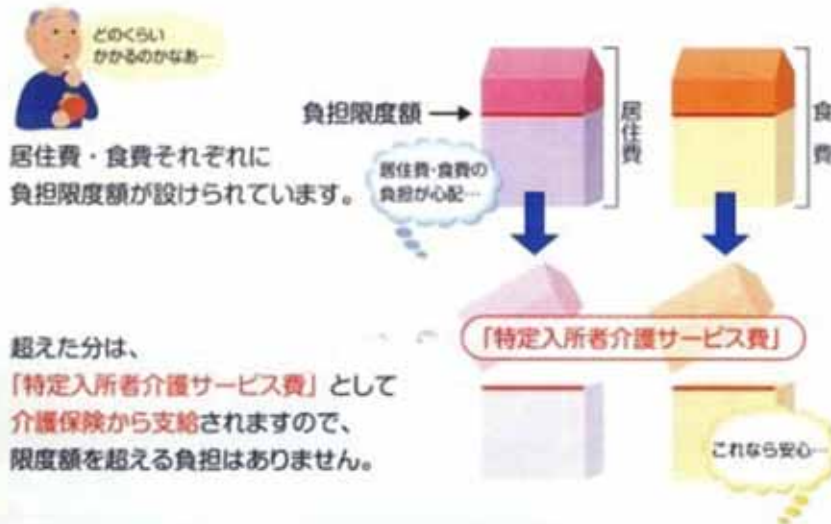 どのくらい
かかるのかなあ…
負担限度額
居住費
食費
居住費・食費それぞれに
負担限度額が設けられています。
居住費・食費の
負担が心配…
「特定入所者介護サービス費」
超えた分は、
「特定入所者介護サービス費」として
介護保険から支給されますので、
限度額を超える負担はありません。
これなら安心…